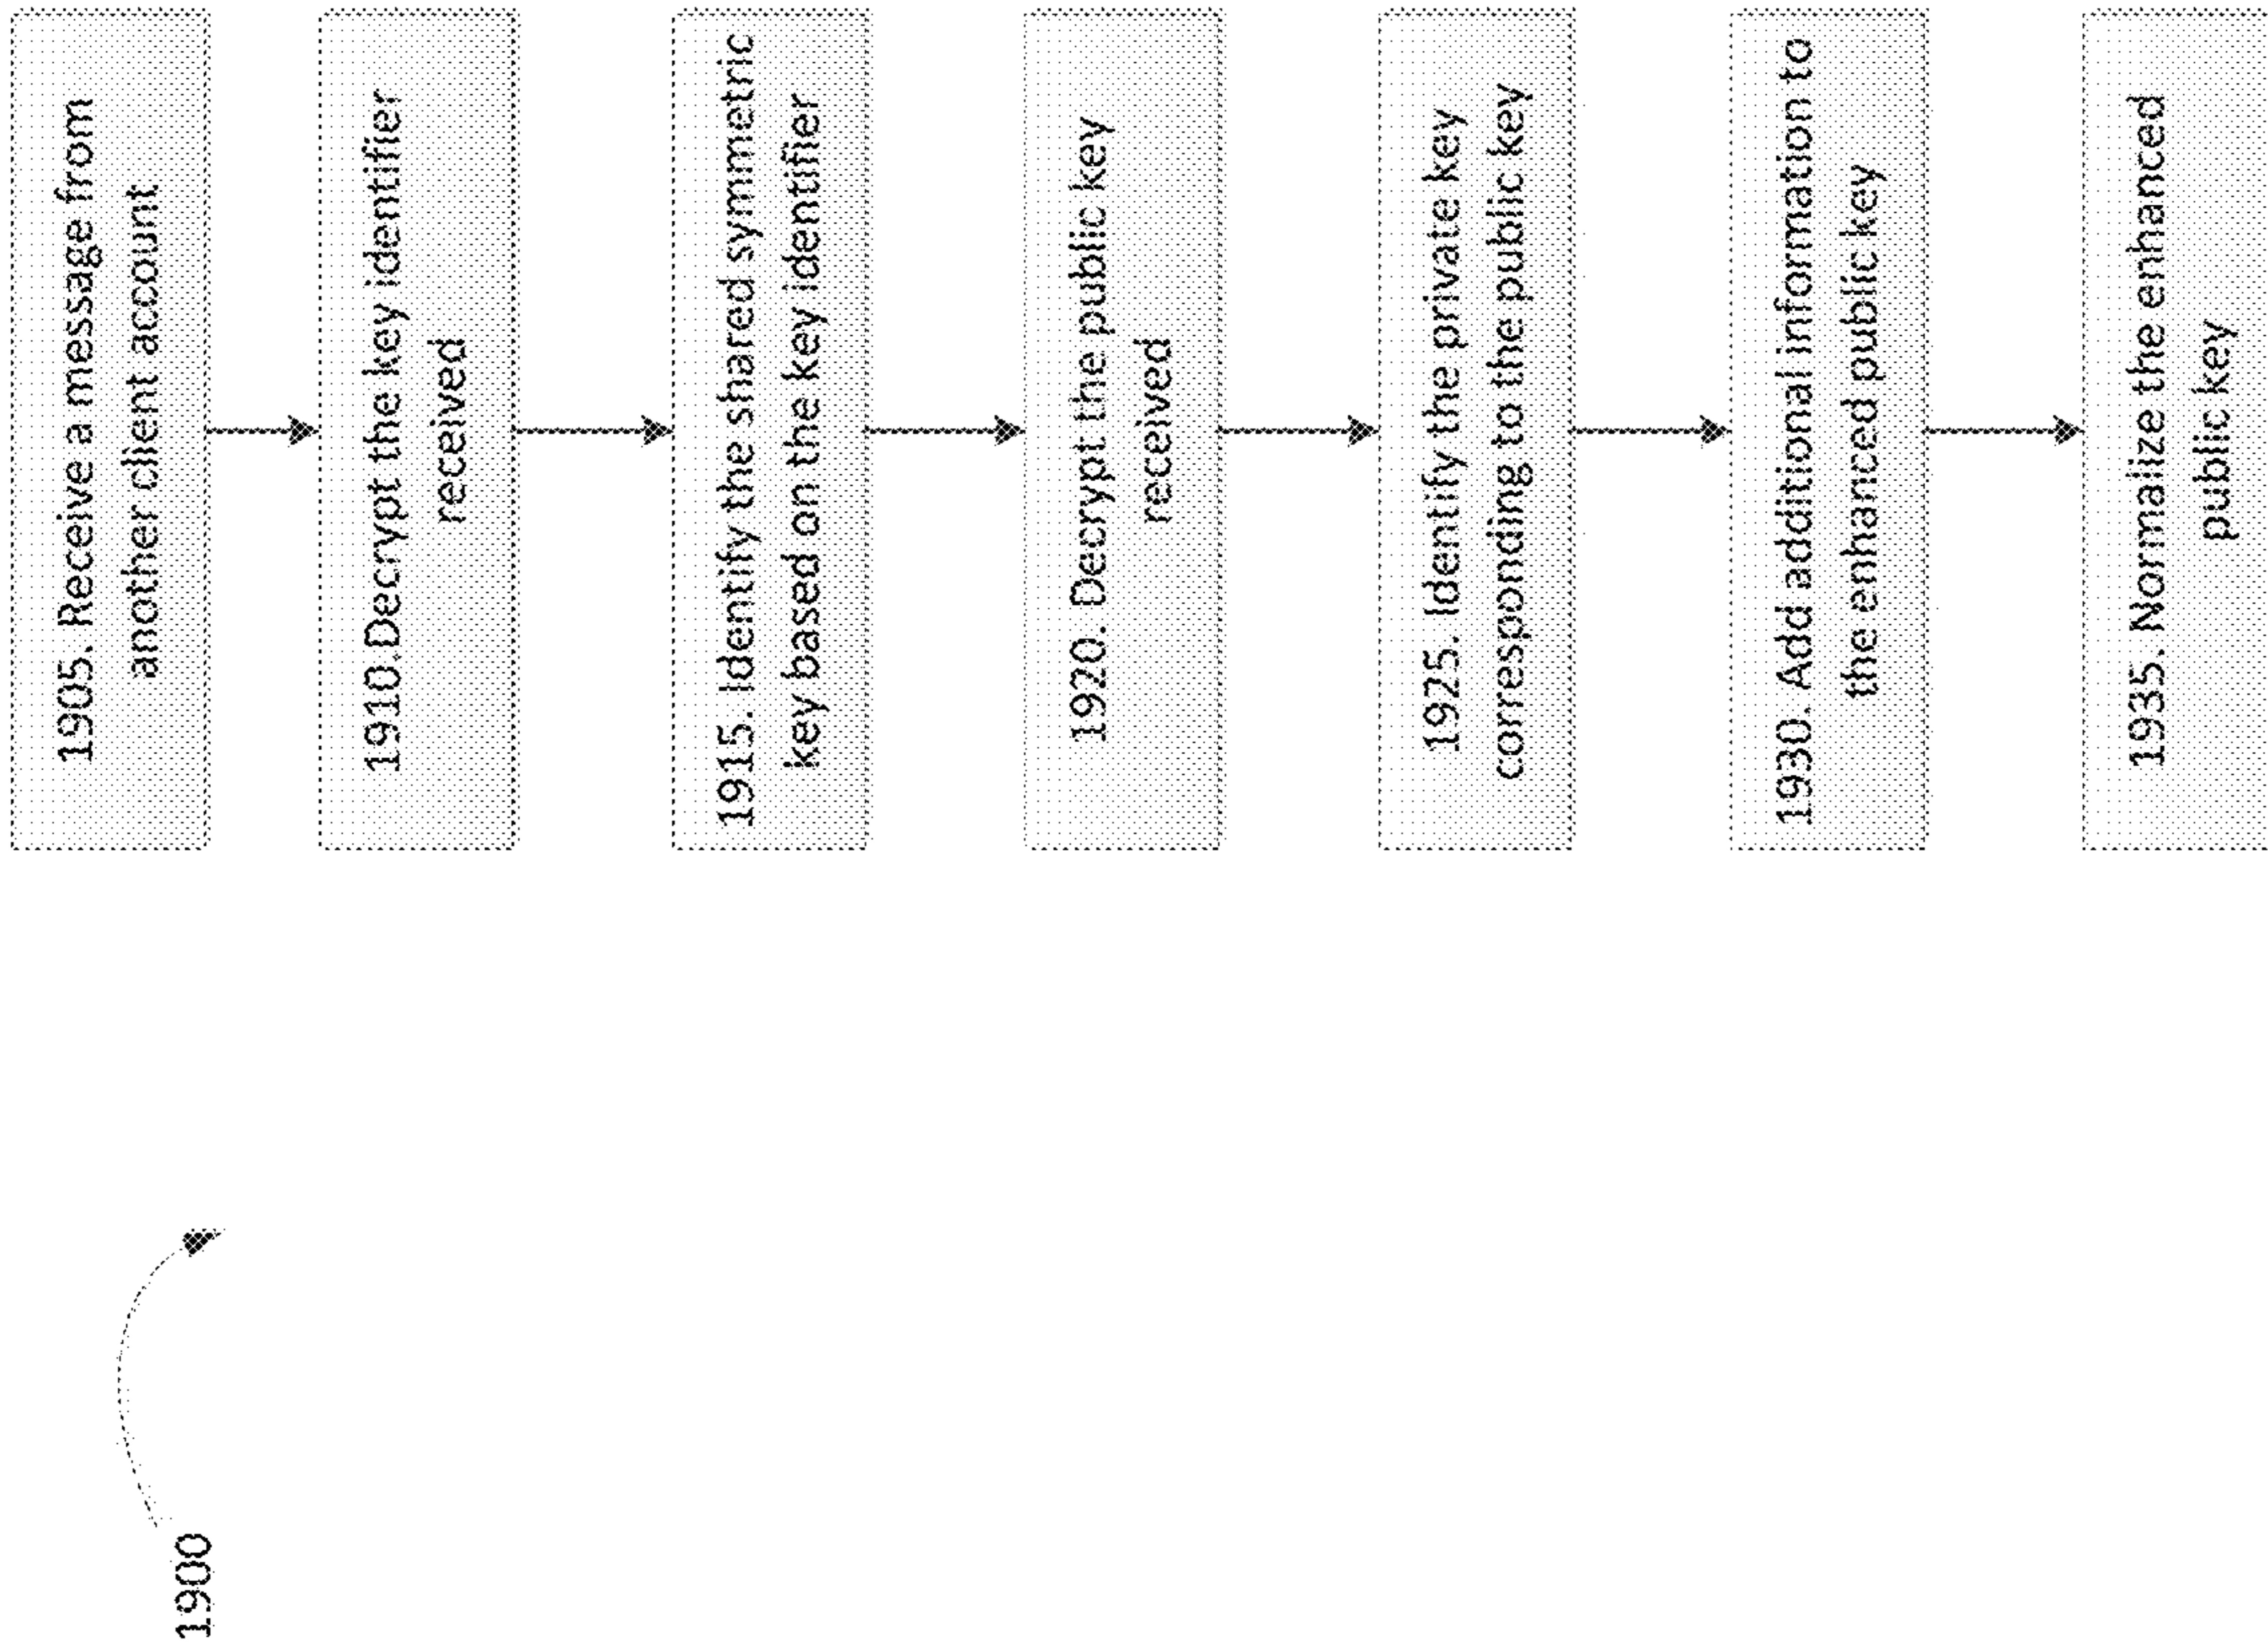 1900
1905. Receive a message from
another client account
1910.Decrypt the key identifier
received
1915. Identify the shared symmetric
key based on the key identifier
1920. Decrypt the public key
received
1925. Identify the private key
corresponding to the public key
1930. Add additional information to
the enhanced public key
1935. Normalize the enhanced
public key